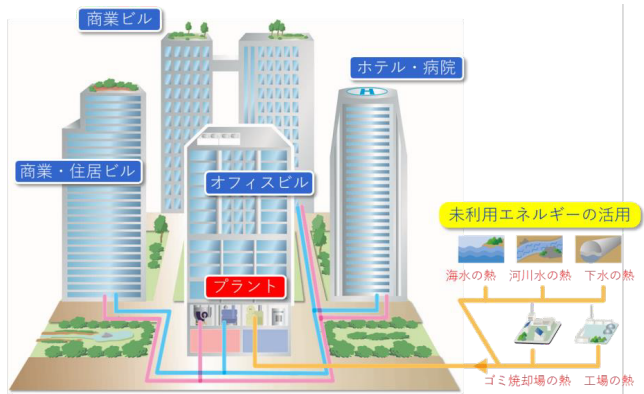 商業ビル
ホテル・病院
商業・住居ビル
オフィスビル
未利用エネルギーの活用
海水の熱
河川水の熱
下水の熱
プラント
H
ゴミ焼却場の熱
工場の熱